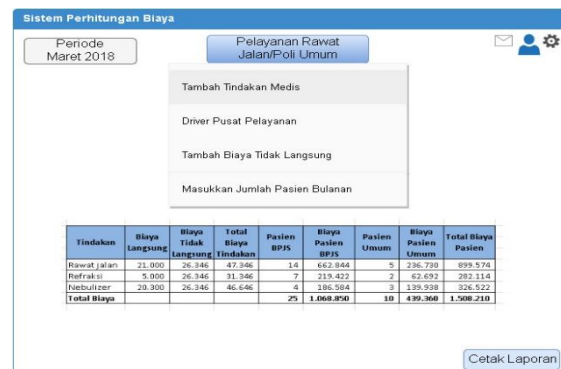 Sistem Perhitungan Biaya
Periode
Maret 2018
Pelayanan Rawat
Jalan/Poli Umum
Tambah Tindakan Medis
Driver Pusat Pelayanan
Tambah Biaya Tidak Langsung
Masukkan Jumlah Pasien Bulanan
Tindakan Biaya Langsung Biaya Tidak Langsung Total Biaya Tindakan Pasien BPJS Biaya Pasien BPJS Pasien Umum Biaya Pasien Umum Total Biaya Pasien
Rawat jalan 21.000 26.346 47.346 14 662.844 5 236.730 899.574
Refraksi 5.000 26.346 31.346 7 219.422 2 62.692 282.114
Nebulizer 20.300 26.346 46.646 4 186.584 3 139.938 326.522
Total Biaya 25 1.068.850 10 439.360 1.508.210
Cetak Laporan